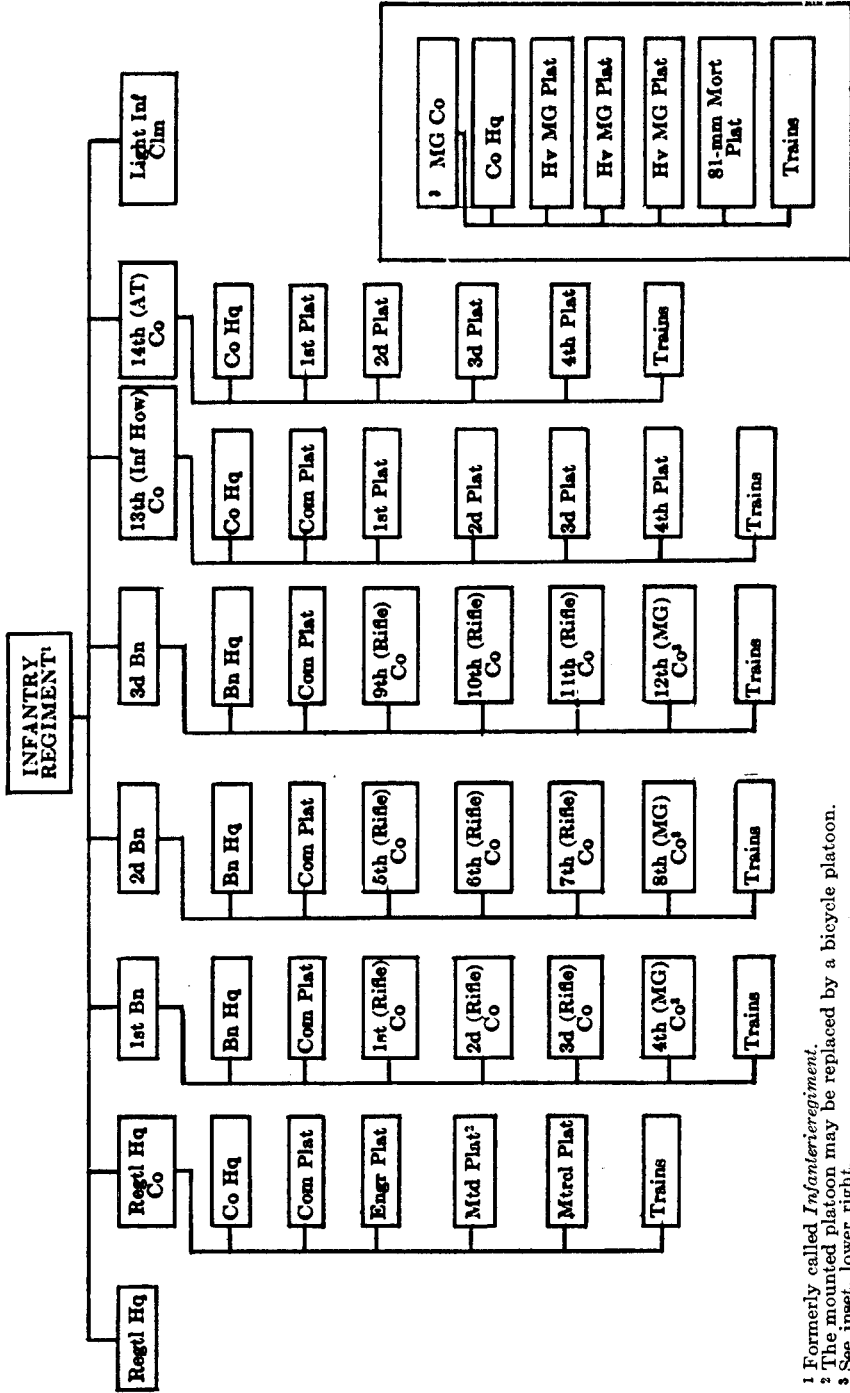 INFANTRY
REGIMENT¹
Regtl Hq
Regtl Hq
Co
Co Hq
Com Plat
Engr Plat
Mtd Plat²
Mtrcl Plat
Trains
1st Bn
Bn Hq
Com Plat
1st (Rifle)
Co
2d (Rifle)
Co
3d (Rifle)
Co
4th (MG)
Co³
Trains
2d Bn
Bn Hq
Com Plat
5th (Rifle)
Co
6th (Rifle)
Co
7th (Rifle)
Co
8th (MG)
Co³
Trains
3d Bn
Bn Hq
Com Plat
9th (Rifle)
Co
10th (Rifle)
Co
11th (Rifle)
Co
12th (MG)
Co³
Trains
13th (Inf How)
Co
Co Hq
Com Plat
1st Plat
2d Plat
3d Plat
4th Plat
Trains
14th (AT)
Co
Co Hq
1st Plat
2d Plat
3d Plat
4th Plat
Trains
Light Inf
Clm
³ MG Co
Co Hq
Hv MG Plat
Hv MG Plat
Hv MG Plat
81-mm Mort
Plat
Trains
¹ Formerly called Infanterieregiment.
² The mounted platoon may be replaced by a bicycle platoon.
³ See inset, lower right.